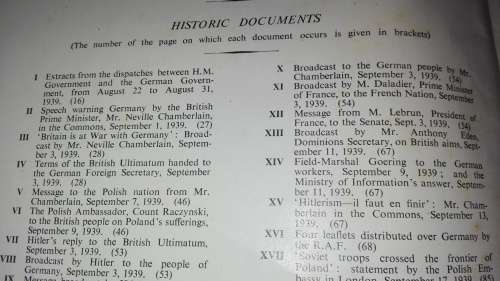 HISTORIC DOCUMENTS
(The number of the page on which each document occurs is given in brackets)
I Extracts from the dispatches between H.M.
Government and the German Govern-
ment, from August 22 to August 31,
1939. (16)
II Speech warning Germany by the British
Prime Minister, Mr. Neville Chamberlain,
in the Commons, September 1, 1939. (27)
III 'Britain is at War with Germany': Broad-
cast by Mr. Neville Chamberlain, Septem-
ber 3, 1939. (28)
IV Terms of the British Ultimatum handed to
the German Foreign Secretary, September
3, 1939. (28)
V Message to the Polish nation from Mr.
Chamberlain, September 7, 1939. (46)
VI The Polish Ambassador, Count Raczynski, to
the British people on Poland's sufferings,
September 9, 1939. (46)
VII Hitler's reply to the British Ultimatum,
September 3, 1939. (53)
VIII Broadcast by Hitler to the people of
Germany, September 3, 1939. (53)
IX Message
X Broadcast to the German people by Mr.
Chamberlain, September 3, 1939. (54)
XI Broadcast by M. Daladier, Prime Minister
of France, to the French Nation, September
3, 1939. (54)
XII Message from M. Lebrun, President of
France, to the Senate, Sept. 3, 1939. (54)
XIII Broadcast by Mr. Anthony Eden,
Dominions Secretary, on British aims, Sept-
ember 11, 1939. (67)
XIV Field-Marshal Goering to the German
workers, September 9, 1939; and the
Ministry of Information's answer, Septem-
ber 11, 1939. (67)
XV 'Hitlerism—il faut en finir': Mr. Cham-
berlain in the Commons, September 13,
1939. (67)
XVI Four leaflets distributed over Germany by
the R.A.F. (68)
XVII 'Soviet troops crossed the frontier of
Poland': statement by the Polish Em-
bassy in London, September 17, 1939. (85)